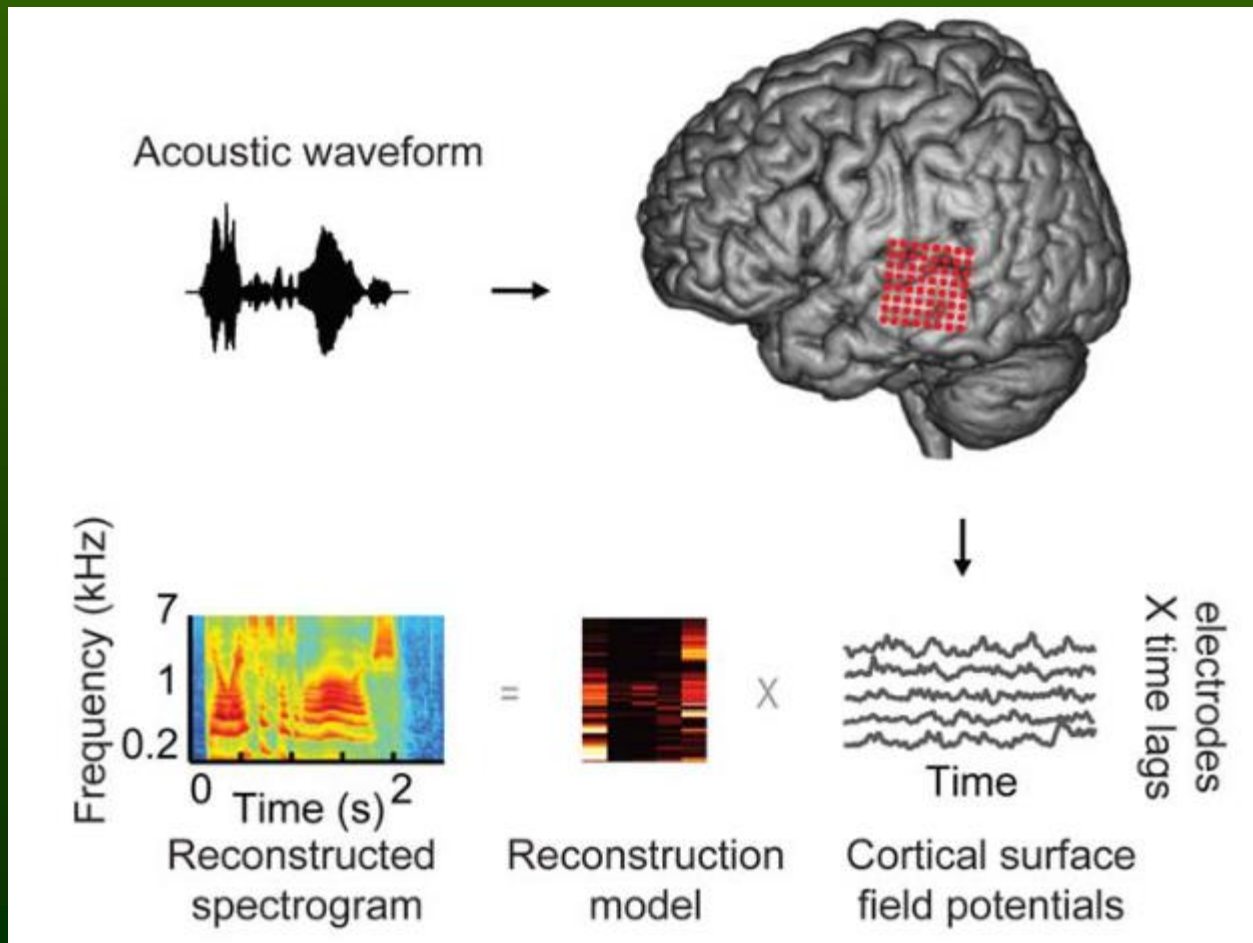 Acoustic waveform
Frequency (kHz)
7
1
0.2
0
Time (s)
2
Reconstructed
spectrogram
=
Reconstruction
model
X
Time
electrodes
X time lags
Cortical surface
field potentials